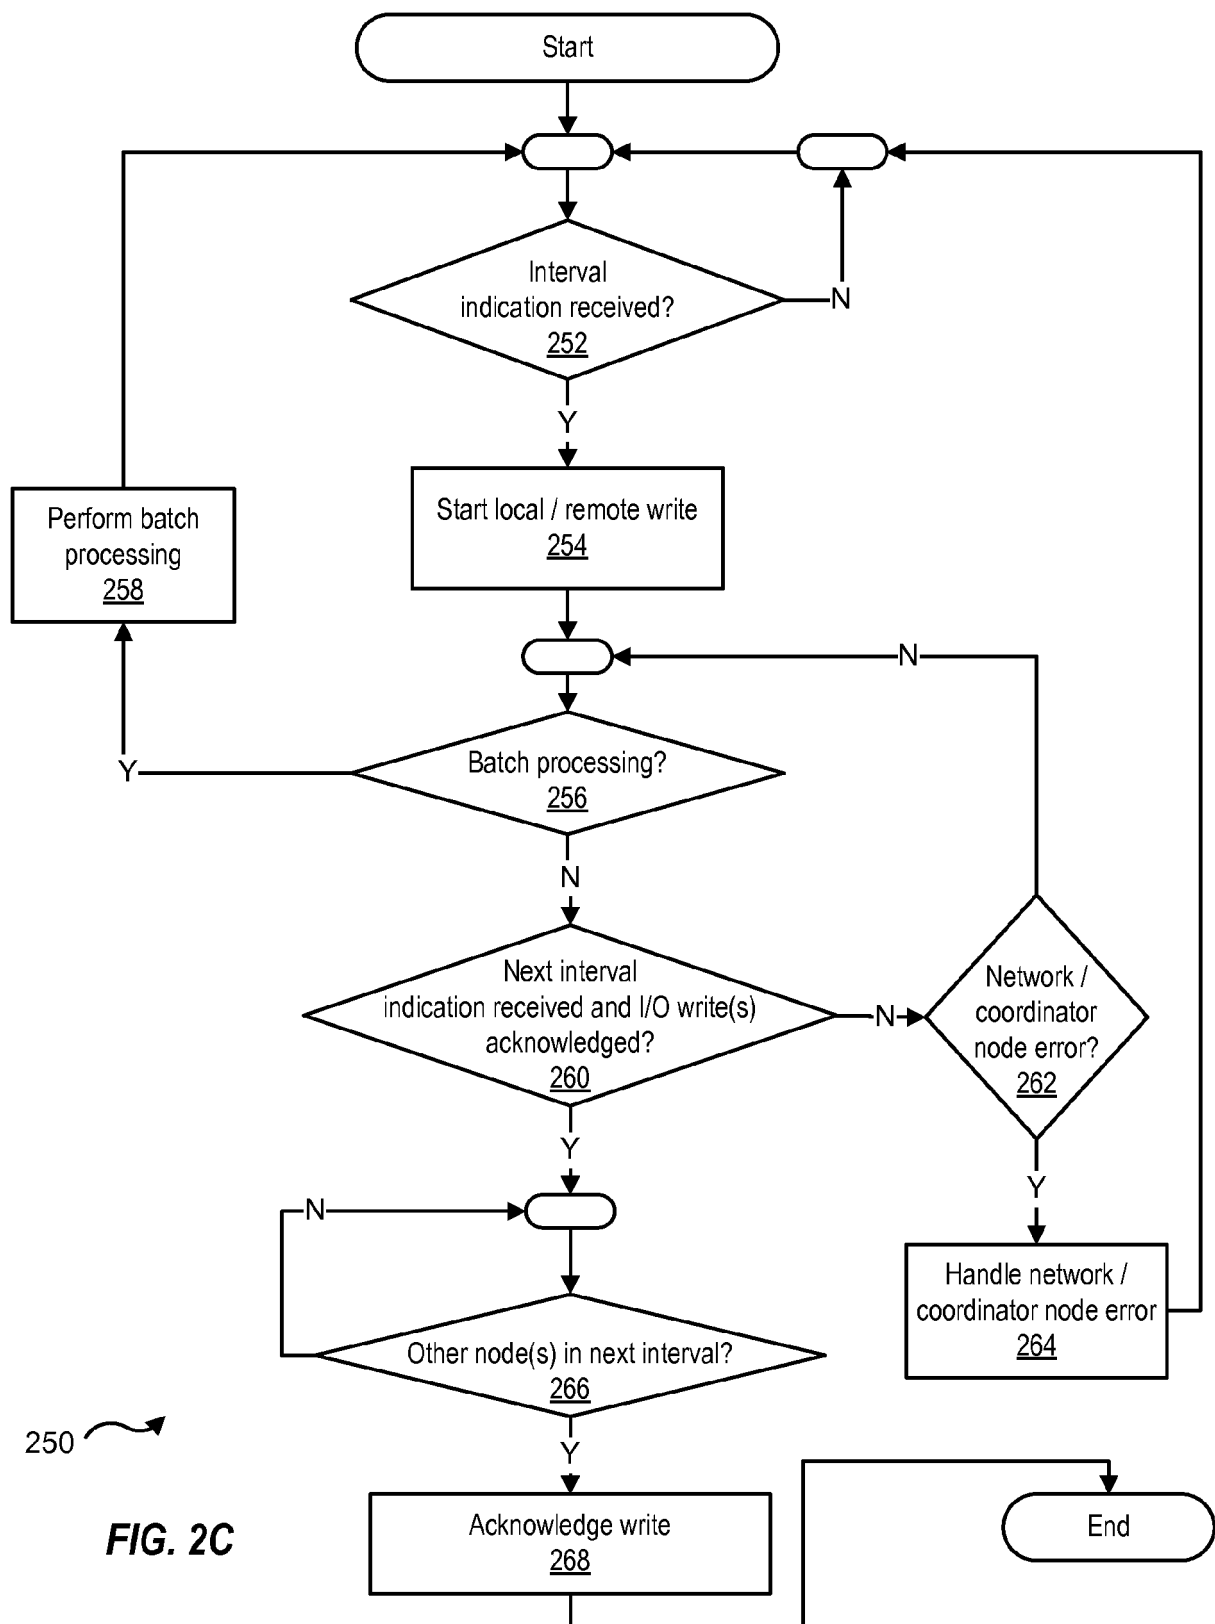 Start
Interval
indication received?
252
N
Y
Start local / remote write
254
Perform batch
processing
258
N
Batch processing?
256
Y
N
Next interval
indication received and I/O write(s)
acknowledged?
260
N
Network /
coordinator
node error?
262
Y
Y
N
Handle network /
coordinator node error
264
Other node(s) in next interval?
266
Y
250
FIG. 2C
Acknowledge write
268
End